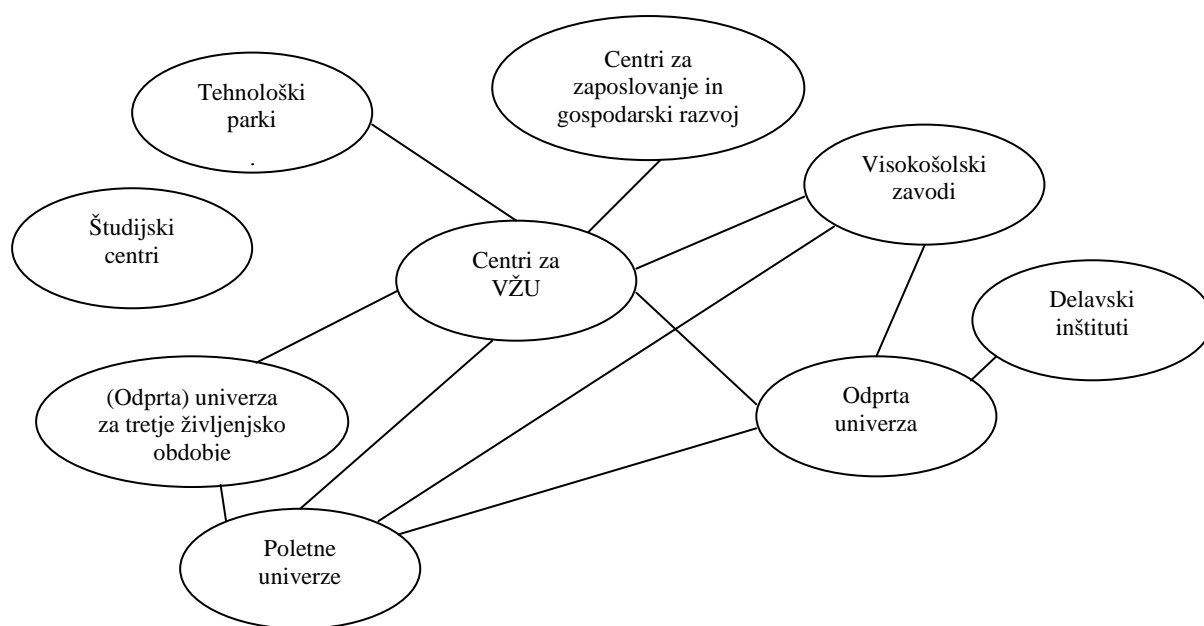 Centri za
zaposlovanje in
gospodarski razvoj
Tehnološki
parki
.
Visokošolski
zavodi
Študijski
centri
Centri za
VŽU
Delavski
inštituti
(Odprta) univerza
za tretje življenjsko
obdobje
Odprta
univerza
Poletne
univerze